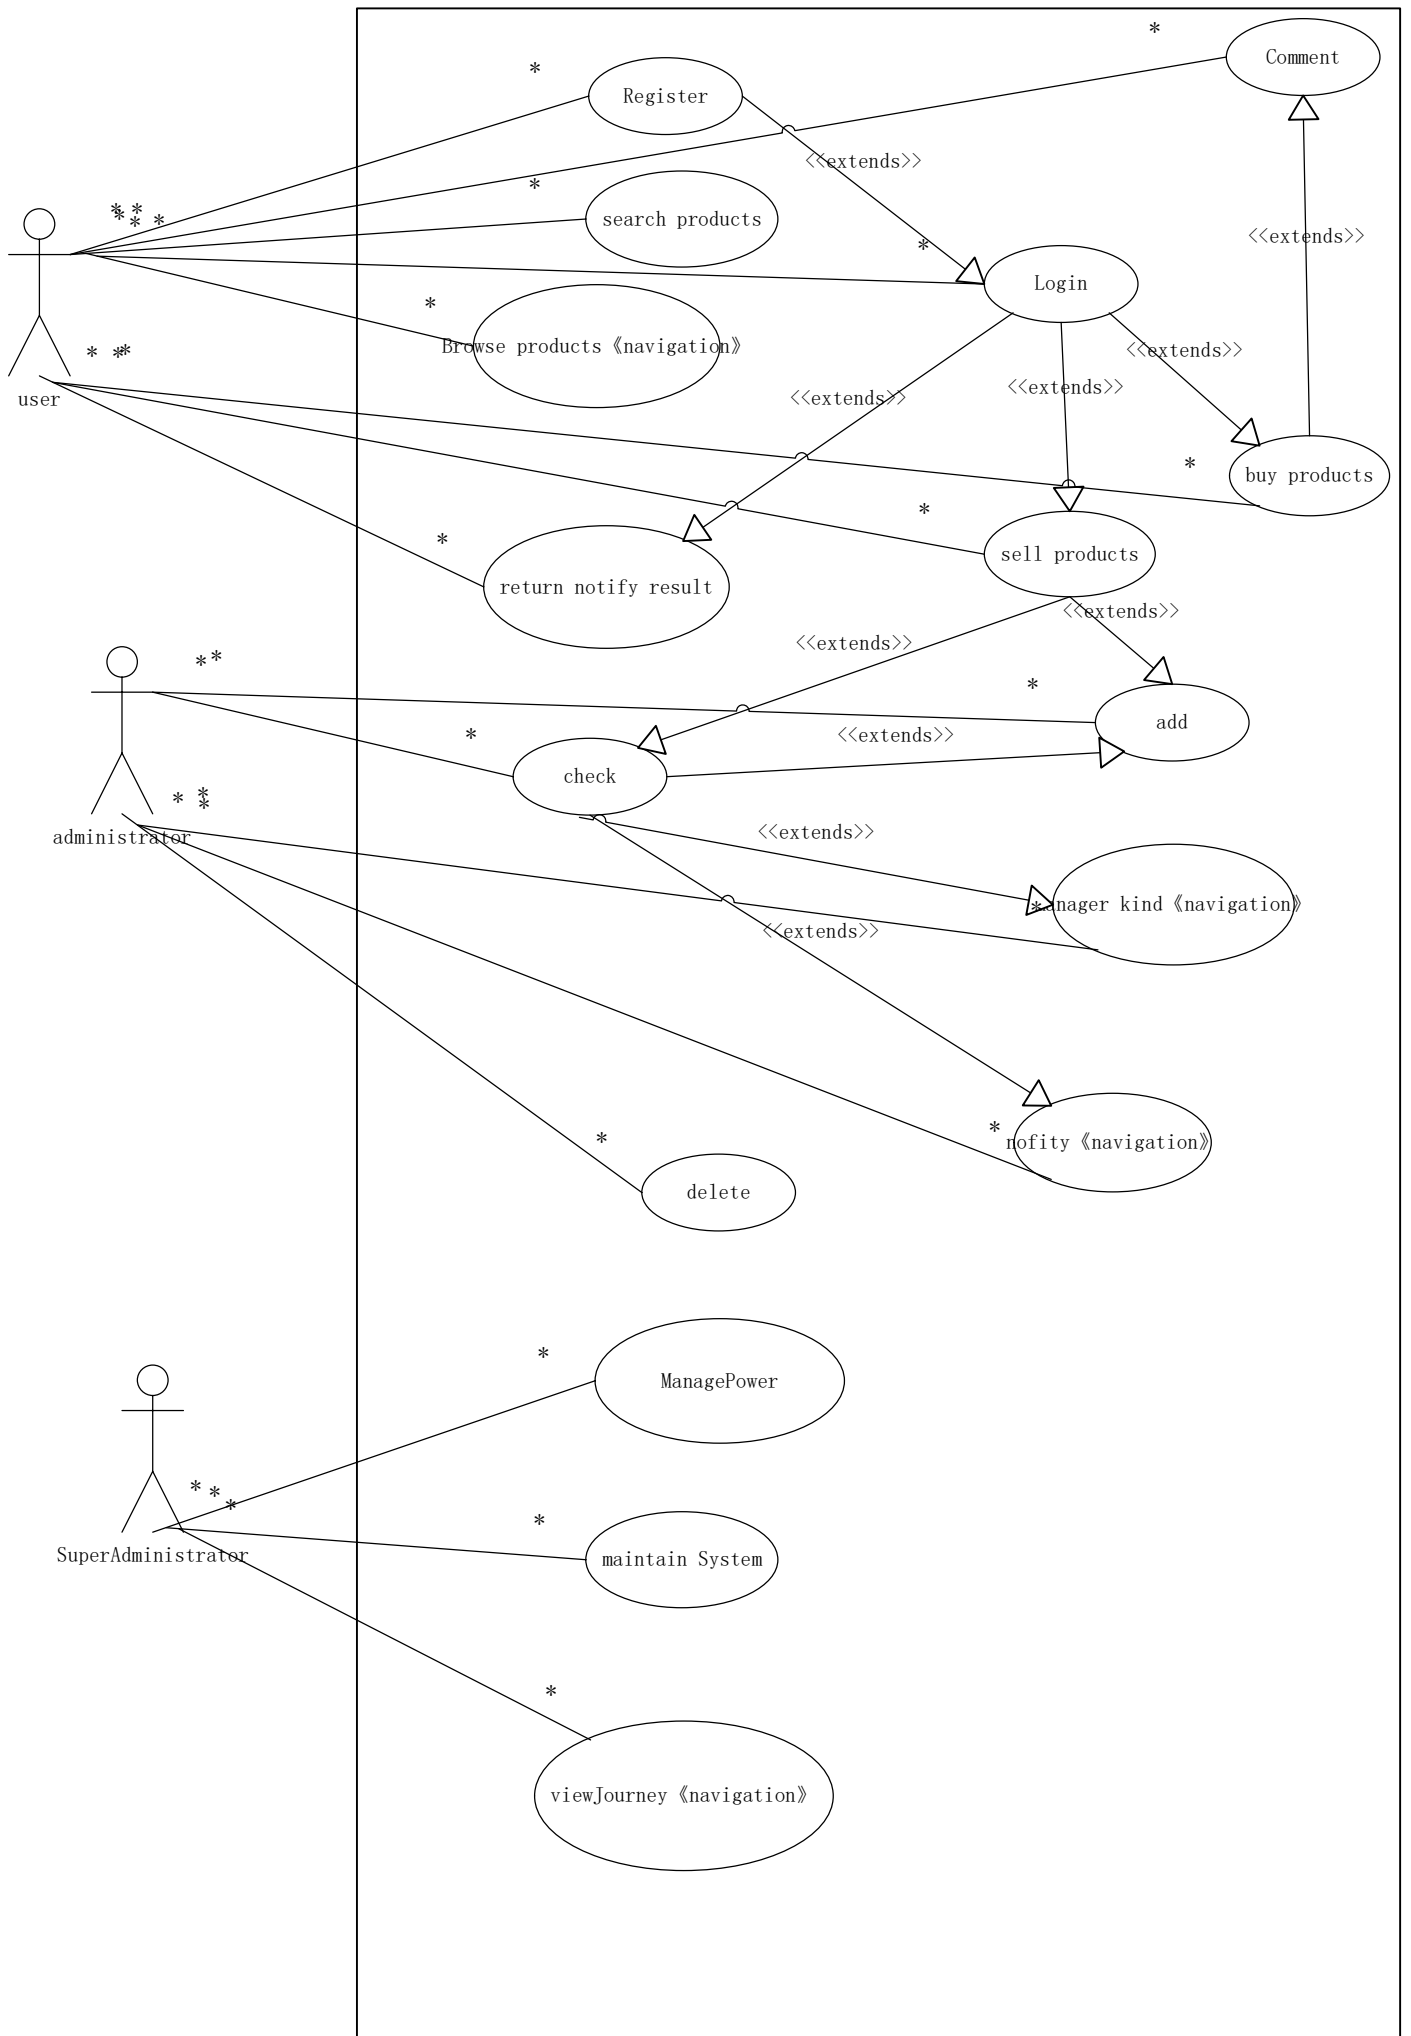 *
Comment
*
Register
<<extends>>
*
search products
* *
* * *
<<extends>>
*
Login
*
Browse products《navigation》
* **
<<extends>>
user
<<extends>>
<<extends>>
*
buy products
*
*
sell products
return notify result
<<extends>>
<<extends>>
* *
*
add
*
<<extends>>
check
* *
*
administrator
<<extends>>
*
manager kind《navigation》
<<extends>>
*
nofity《navigation》
*
delete
*
ManagePower
* * *
*
SuperAdministrator
maintain System
*
viewJourney《navigation》